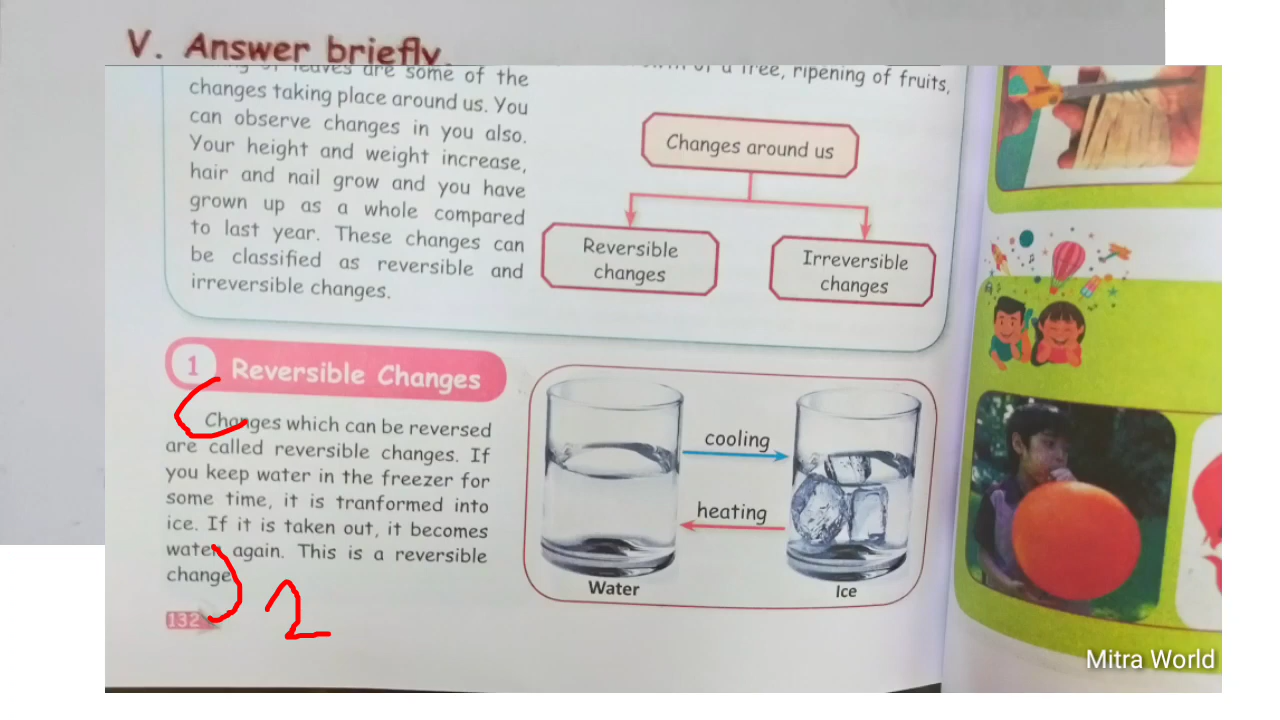 V. Answer briefly.
of leaves are some of the
changes taking place around us. You
can observe changes in you also.
Your height and weight increase,
hair and nail grow and you have
grown up as a whole compared
to last year. These changes can
be classified as reversible and
irreversible changes.
of a tree, ripening of fruits,
Changes around us
Reversible
changes
Irreversible
changes
1 Reversible Changes
Changes which can be reversed
are called reversible changes. If
you keep water in the freezer for
some time, it is tranformed into
ice. If it is taken out, it becomes
water again. This is a reversible
change
cooling
heating
Water
Ice
132
2
Mitra World